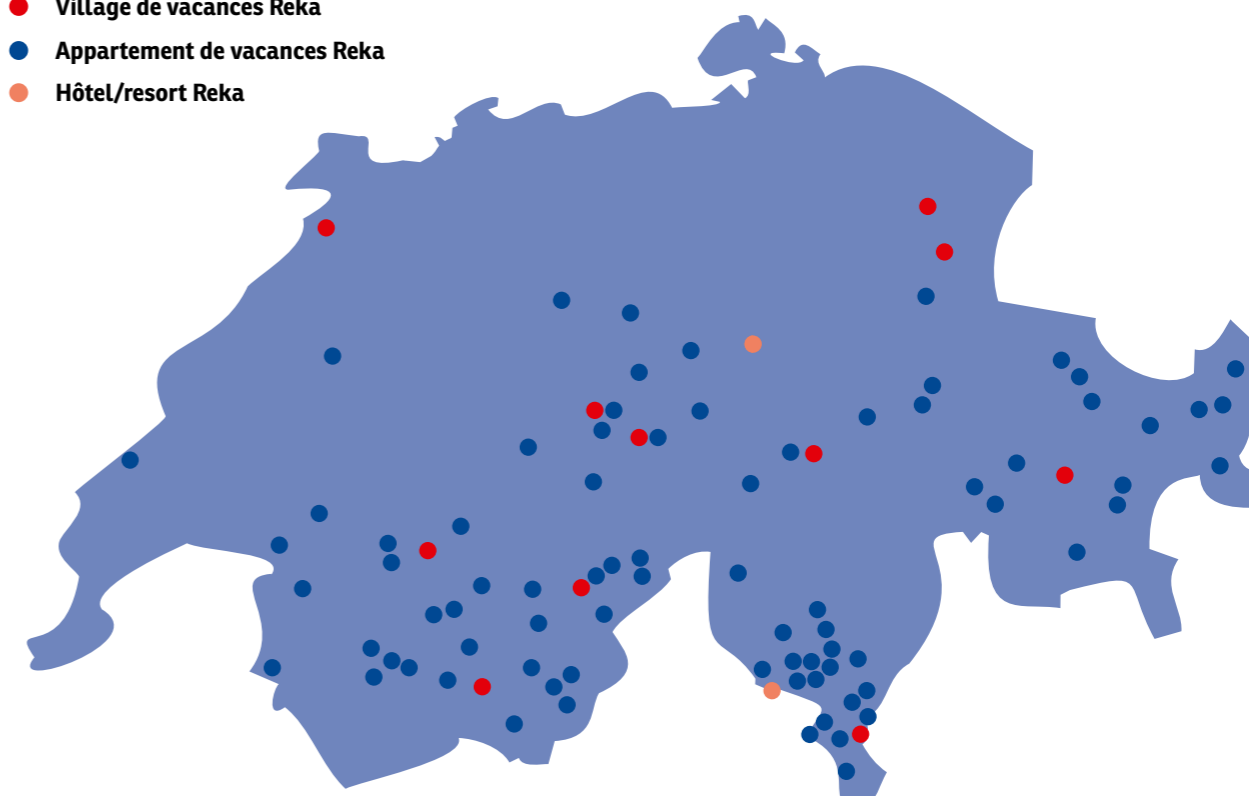 Village de vacances Reka
Appartement de vacances Reka
Hôtel/resort Reka